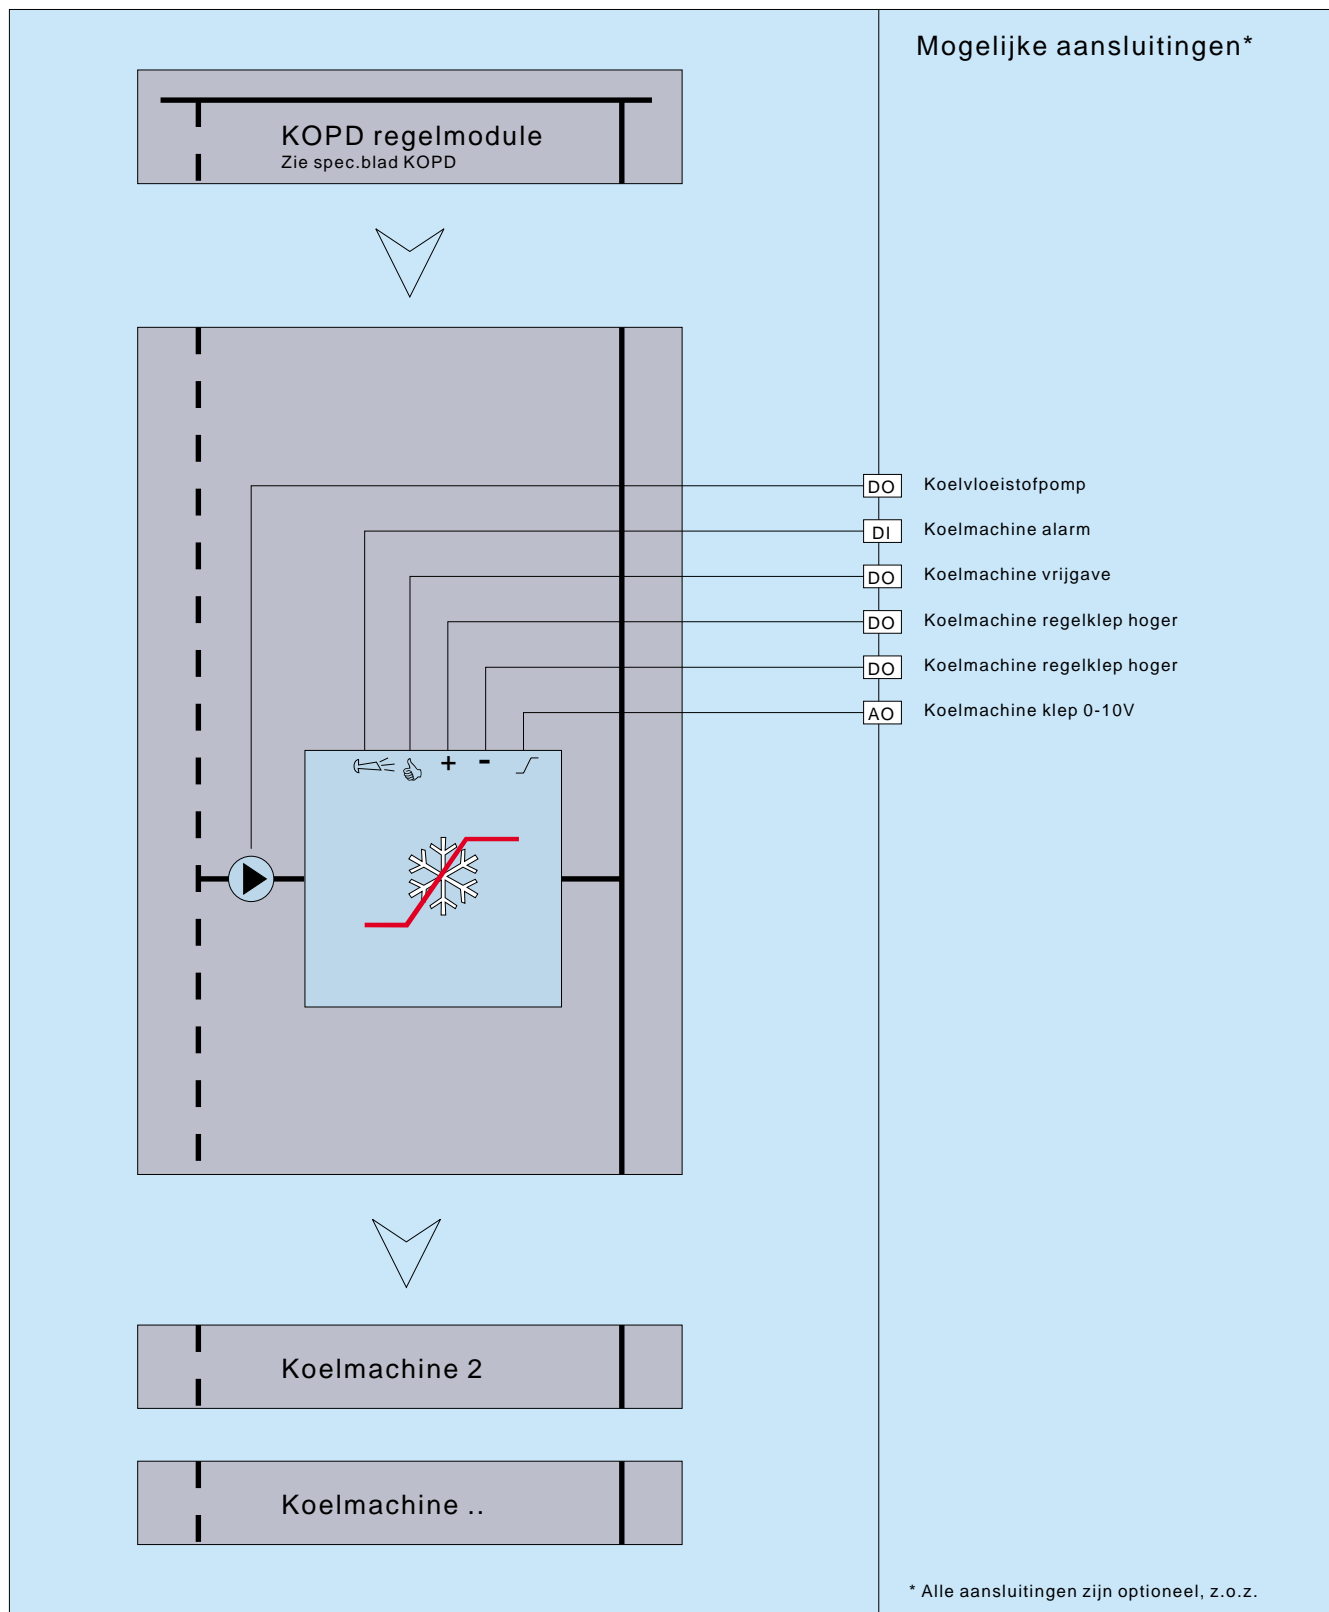 Mogelijke aansluitingen*
KOPD regelmodule
Zie spec.blad KOPD
DO Koelvloeistofpomp
DI Koelmachine alarm
DO Koelmachine vrijgave
DO Koelmachine regelklep hoger
DO Koelmachine regelklep hoger
AO Koelmachine klep 0-10V
+ -
Koelmachine 2
Koelmachine ..
* Alle aansluitingen zijn optioneel, z.o.z.